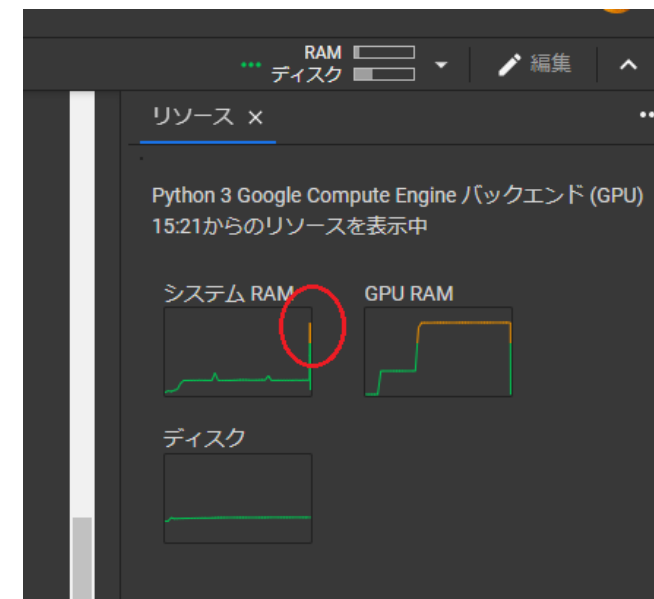 RAM
ディスク
編集
リソース ×
Python 3 Google Compute Engine バックエンド (GPU)
15:21からのリソースを表示中
システム RAM
GPU RAM
ディスク